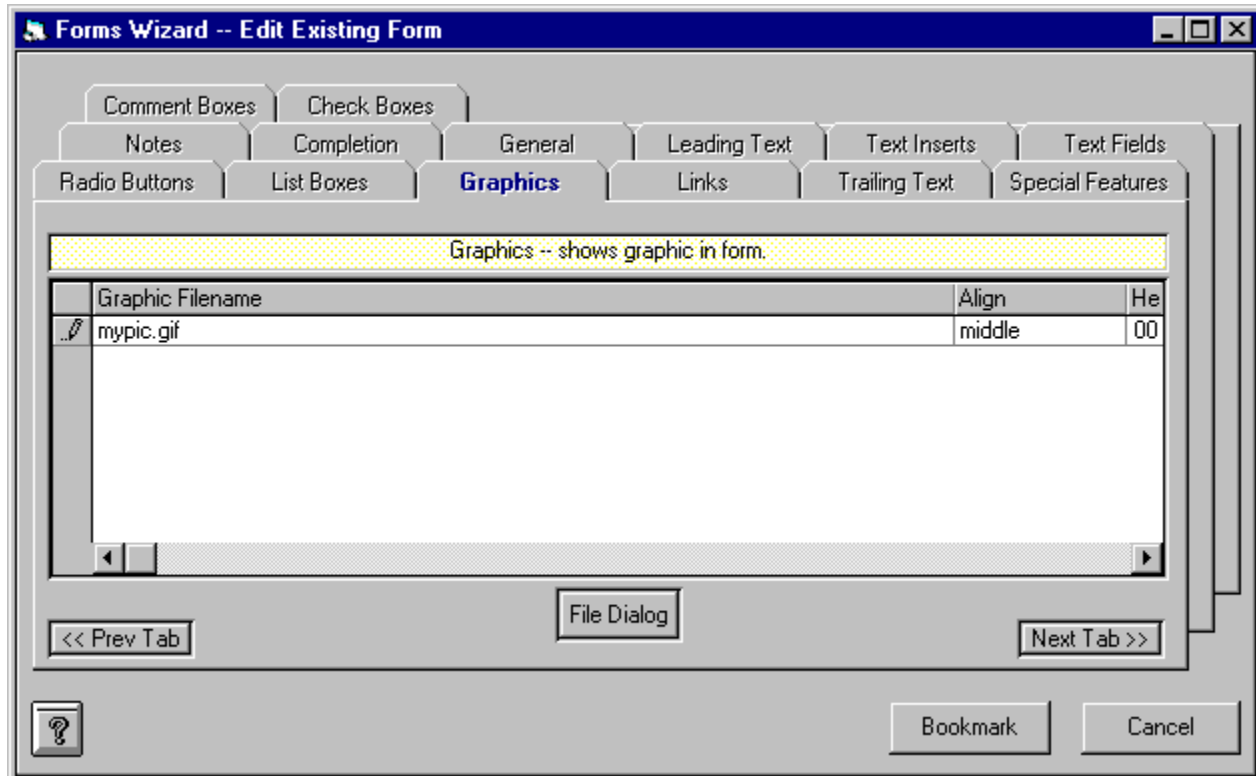 Forms Wizard -- Edit Existing Form
Comment Boxes Check Boxes
Notes Completion General Leading Text Text Inserts Text Fields
Radio Buttons List Boxes Graphics Links Trailing Text Special Features
Graphics -- shows graphic in form.
Graphic Filename Align He
mypic.gif middle 00
File Dialog
<< Prev Tab Next Tab >>
? Bookmark Cancel